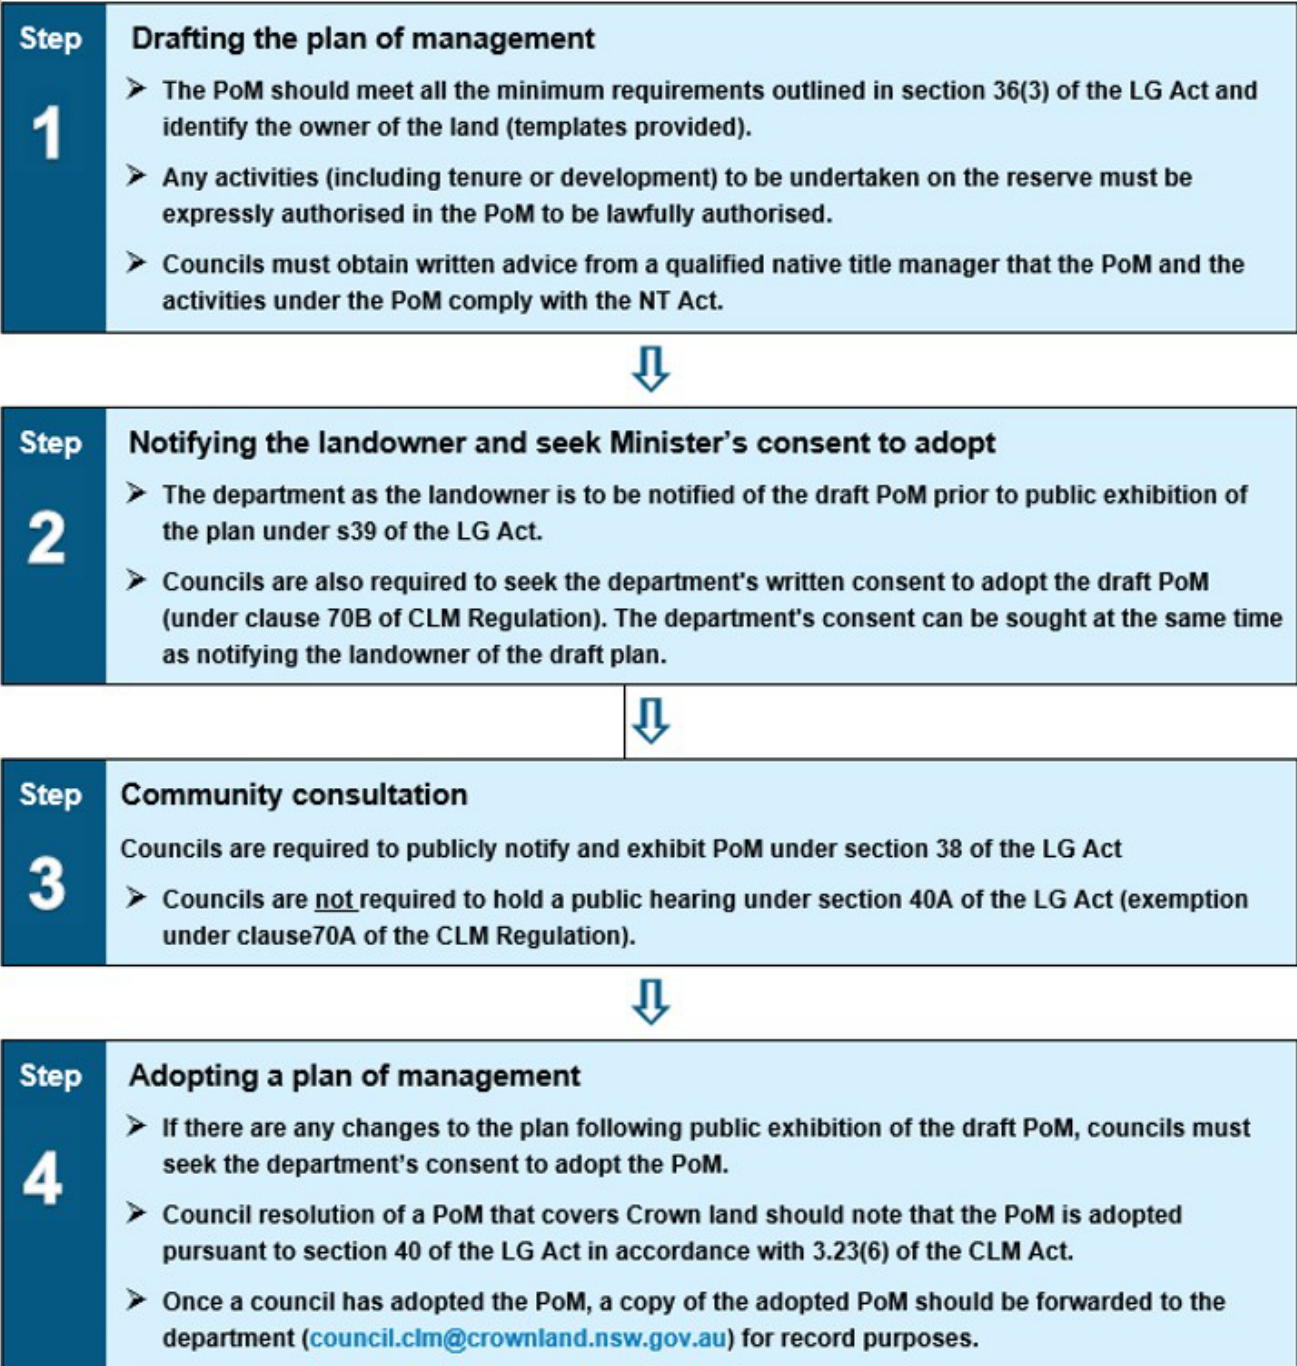 Step
1
Drafting the plan of management
➤ The PoM should meet all the minimum requirements outlined in section 36(3) of the LG Act and
identify the owner of the land (templates provided).
➤ Any activities (including tenure or development) to be undertaken on the reserve must be
expressly authorised in the PoM to be lawfully authorised.
➤ Councils must obtain written advice from a qualified native title manager that the PoM and the
activities under the PoM comply with the NT Act.
Step
2
Notifying the landowner and seek Minister's consent to adopt
➤ The department as the landowner is to be notified of the draft PoM prior to public exhibition of
the plan under s39 of the LG Act.
➤ Councils are also required to seek the department's written consent to adopt the draft PoM
(under clause 70B of CLM Regulation). The department's consent can be sought at the same time
as notifying the landowner of the draft plan.
Step
3
Community consultation
Councils are required to publicly notify and exhibit PoM under section 38 of the LG Act
➤ Councils are not required to hold a public hearing under section 40A of the LG Act (exemption
under clause70A of the CLM Regulation).
Step
4
Adopting a plan of management
➤ If there are any changes to the plan following public exhibition of the draft PoM, councils must
seek the department's consent to adopt the PoM.
➤ Council resolution of a PoM that covers Crown land should note that the PoM is adopted
pursuant to section 40 of the LG Act in accordance with 3.23(6) of the CLM Act.
➤ Once a council has adopted the PoM, a copy of the adopted PoM should be forwarded to the
department (council.clm@crownland.nsw.gov.au) for record purposes.